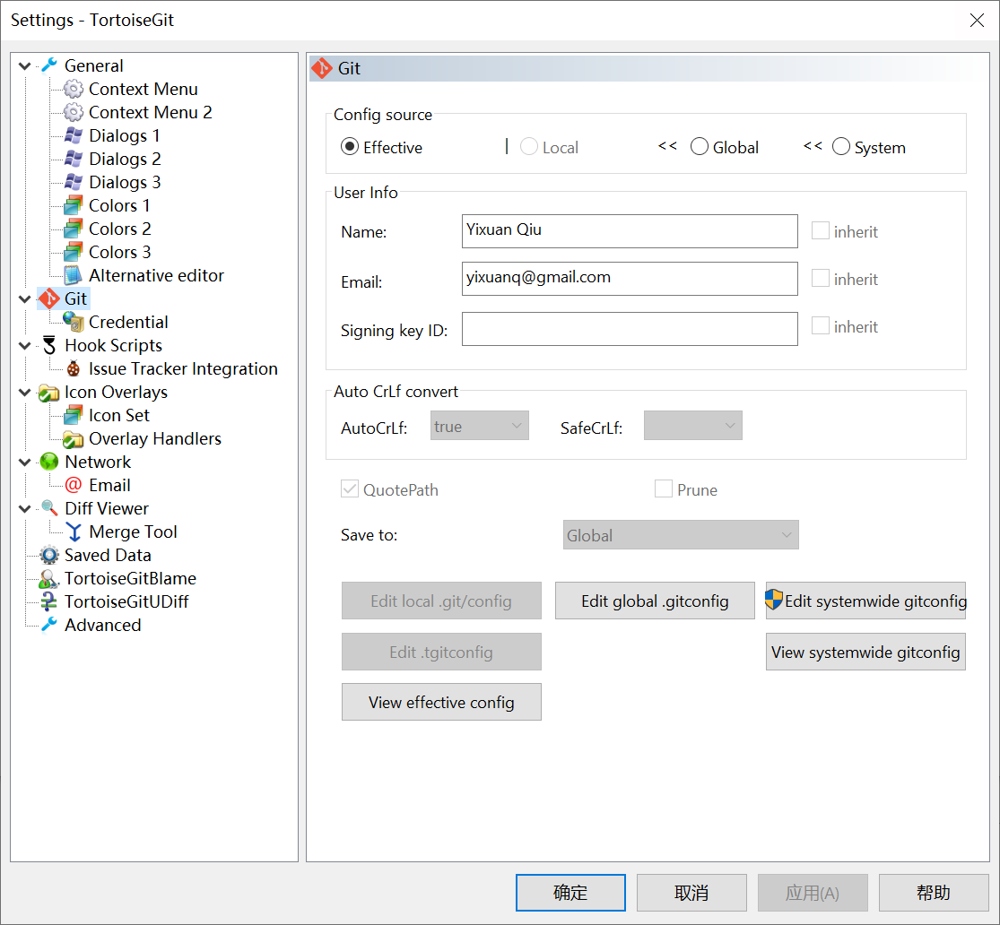 Settings - TortoiseGit
General
Context Menu
Context Menu 2
Dialogs 1
Dialogs 2
Dialogs 3
Colors 1
Colors 2
Colors 3
Alternative editor
Git
Credential
Hook Scripts
Issue Tracker Integration
Icon Overlays
Icon Set
Overlay Handlers
Network
Email
Diff Viewer
Merge Tool
Saved Data
TortoiseGitBlame
TortoiseGitUDiff
Advanced
Git
Config source
Effective | Local << Global << System
User Info
Name: Yixuan Qiu inherit
Email: yixuanq@gmail.com inherit
Signing key ID: inherit
Auto CrLf convert
AutoCrLf: true SafeCrLf:
QuotePath Prune
Save to: Global
Edit local .git/config Edit global .gitconfig Edit systemwide gitconfig
Edit .tgitconfig View systemwide gitconfig
View effective config
确定 取消 应用(A) 帮助